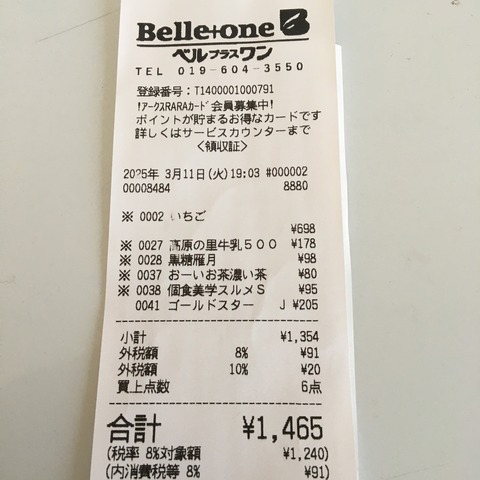 Belle+one B
ベルプラスワン
TEL 019-604-3550
登録番号：T1400001000791
!アークスRARAカード会員募集中!
ポイントが貯まるお得なカードです
詳しくはサービスカウンターまで
<領収証>
2025年 3月11日(火)19:03 #000002
00008484 8880
※ 0002 いちご
¥698
※ 0027 高原の里牛乳500 ¥178
※ 0028 黒糖雁月 ¥98
※ 0037 おーいお茶濃い茶 ¥80
※ 0038 個食美学スルメS ¥95
0041 ゴールドスター J ¥205
小計 ¥1,354
外税額 8% ¥91
外税額 10% ¥20
買上点数 6点
合計 ¥1,465
(税率 8%対象額 ¥1,240)
(内消費税等 8% ¥91)